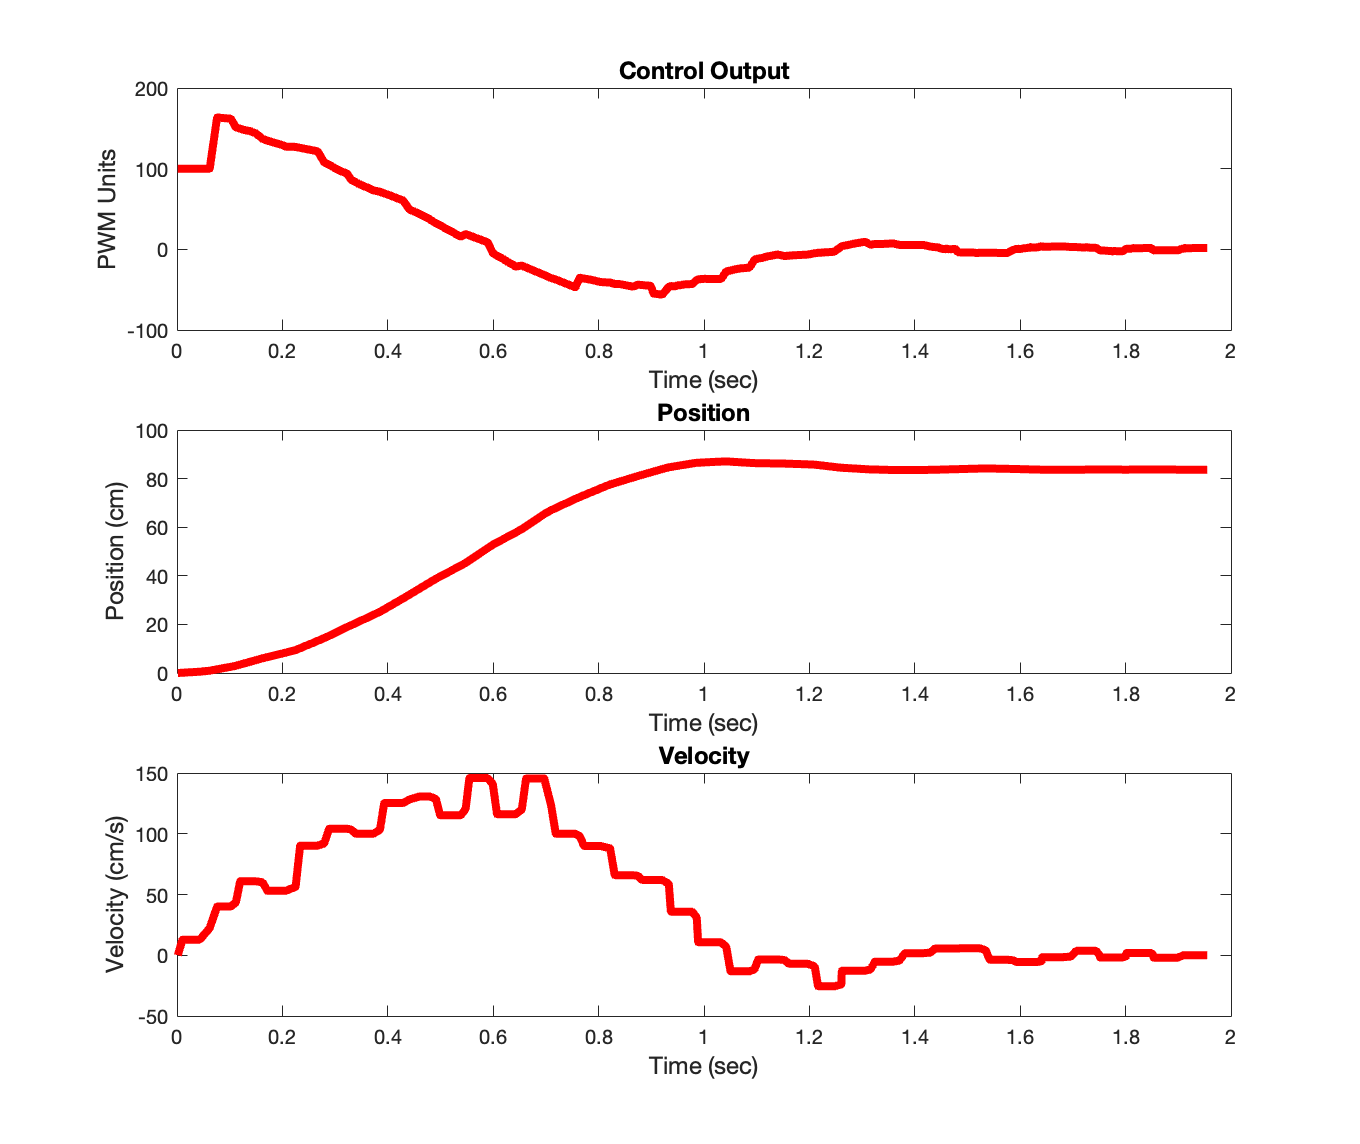 Control Output
200
100
0
-100
PWM Units
0 0.2 0.4 0.6 0.8 1 1.2 1.4 1.6 1.8 2
Time (sec)
Position
100
80
60
40
20
0
Position (cm)
0 0.2 0.4 0.6 0.8 1 1.2 1.4 1.6 1.8 2
Time (sec)
Velocity
150
100
50
0
-50
Velocity (cm/s)
0 0.2 0.4 0.6 0.8 1 1.2 1.4 1.6 1.8 2
Time (sec)